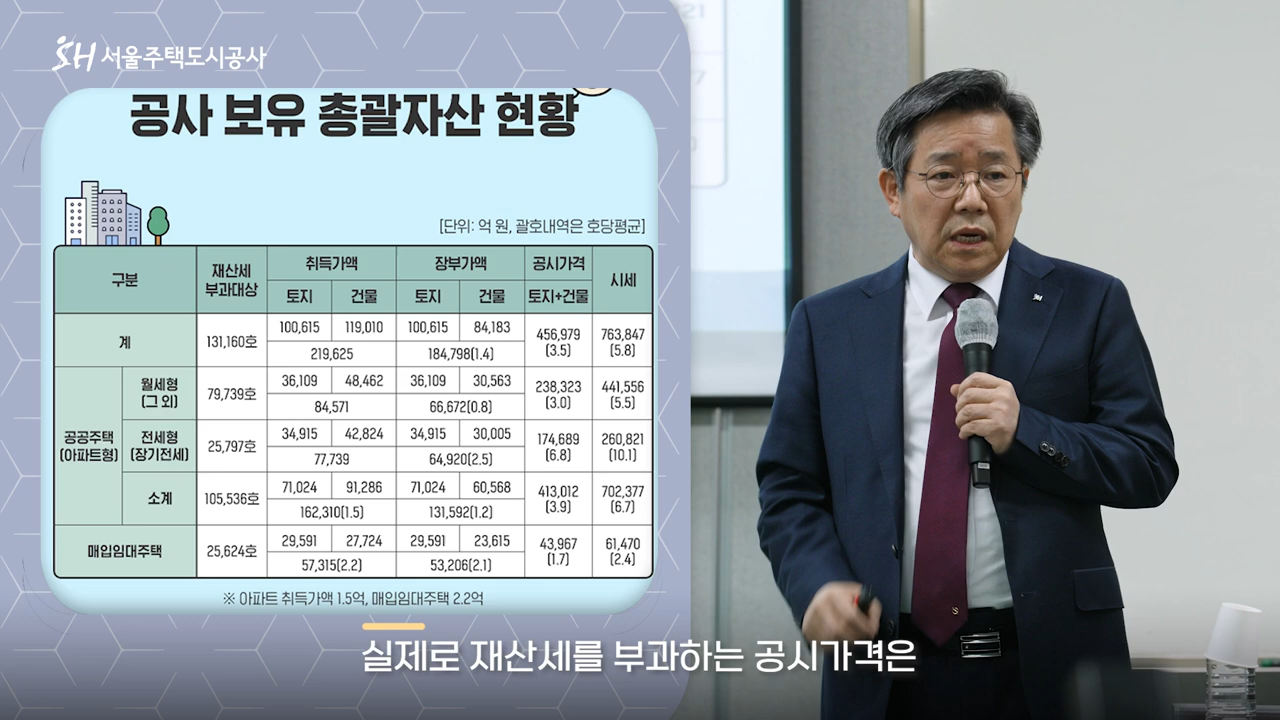 SH 서울주택도시공사
공사 보유 총괄자산 현황
[단위: 억 원, 괄호내역은 호당평균]
구분 재산세 부과대상 취득가액 장부가액 공시가격 시세
토지 건물 토지 건물 토지+건물
계 131,160호 100,615 119,010 100,615 84,183 456,979 (3.5) 763,847 (5.8)
219,625 184,798(1.4)
공공주택 (아파트형) 월세형 (그 외) 79,739호 36,109 48,462 36,109 30,563 238,323 (3.0) 441,556 (5.5)
84,571 66,672(0.8)
전세형 (장기전세) 25,797호 34,915 42,824 34,915 30,005 174,689 (6.8) 260,821 (10.1)
77,739 64,920(2.5)
소계 105,536호 71,024 91,286 71,024 60,568 413,012 (3.9) 702,377 (6.7)
162,310(1.5) 131,592(1.2)
매입임대주택 25,624호 29,591 27,724 29,591 23,615 43,967 (1.7) 61,470 (2.4)
57,315(2.2) 53,206(2.1)
※ 아파트 취득가액 1.5억, 매입임대주택 2.2억
실제로 재산세를 부과하는 공시가격은